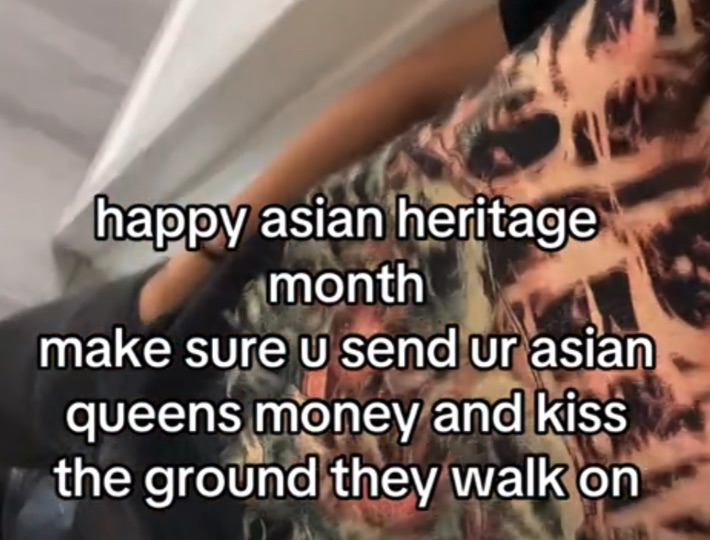 happy asian heritage
month
make sure u send ur asian
queens money and kiss
the ground they walk on